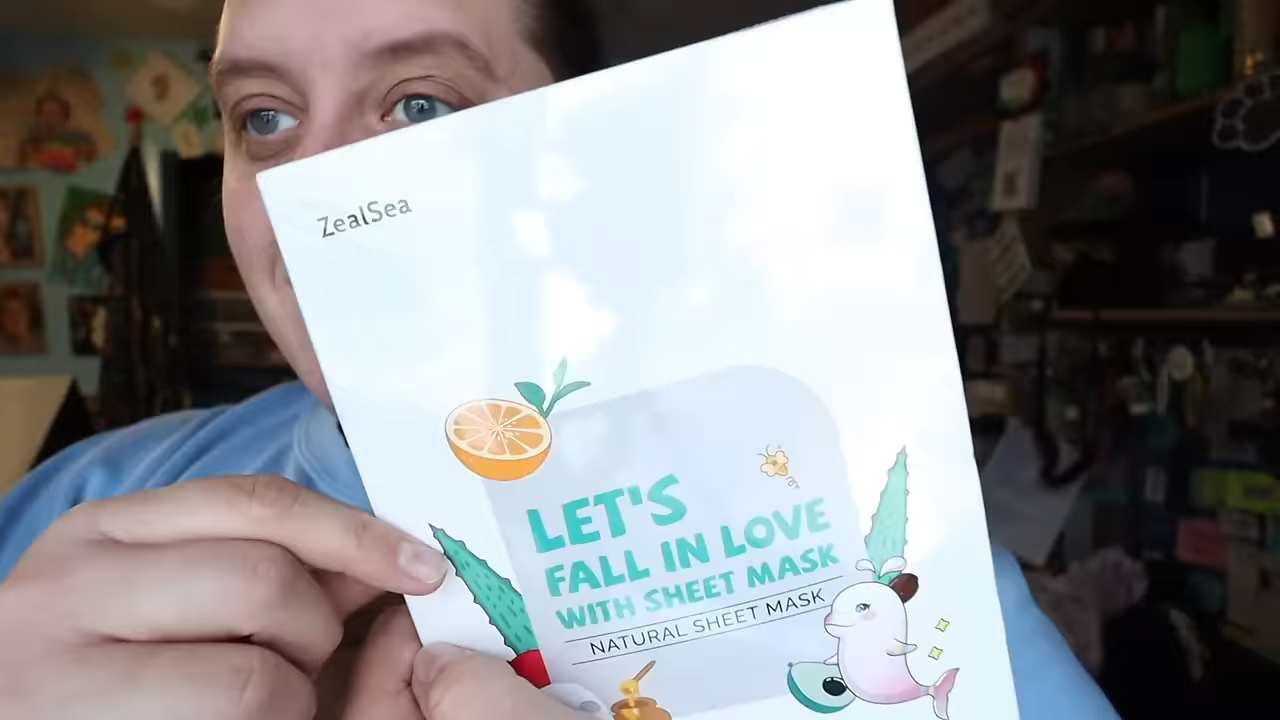 ZealSea
LET'S
FALL IN LOVE
WITH SHEET MASK
NATURAL SHEET MASK